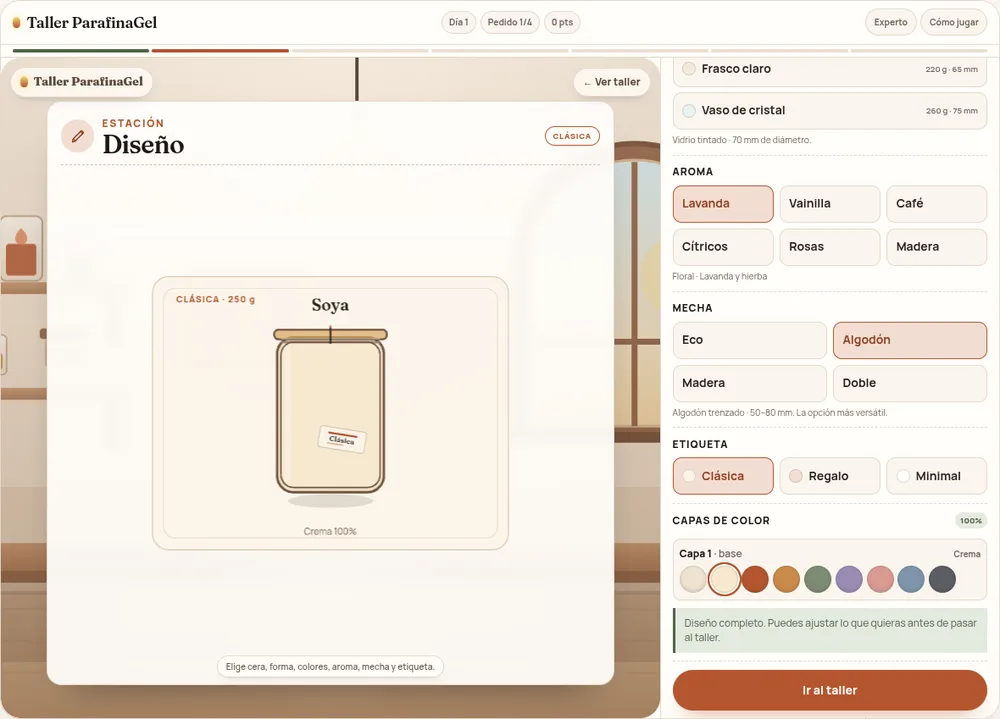 Taller ParafinaGel
Día 1
Pedido 1/4
0 pts
Experto
Cómo jugar
Taller ParafinaGel
← Ver taller
ESTACIÓN
Diseño
CLÁSICA
CLÁSICA · 250 g
Soya
Clásica
Crema 100%
Elige cera, forma, colores, aroma, mecha y etiqueta.
Frasco claro
220 g · 65 mm
Vaso de cristal
260 g · 75 mm
Vidrio tintado · 70 mm de diámetro.
AROMA
Lavanda
Vainilla
Café
Cítricos
Rosas
Madera
Floral · Lavanda y hierba
MECHA
Eco
Algodón
Madera
Doble
Algodón trenzado · 50–80 mm. La opción más versátil.
ETIQUETA
Clásica
Regalo
Minimal
CAPAS DE COLOR
100%
Capa 1 · base
Crema
Diseño completo. Puedes ajustar lo que quieras antes de pasar
al taller.
Ir al taller